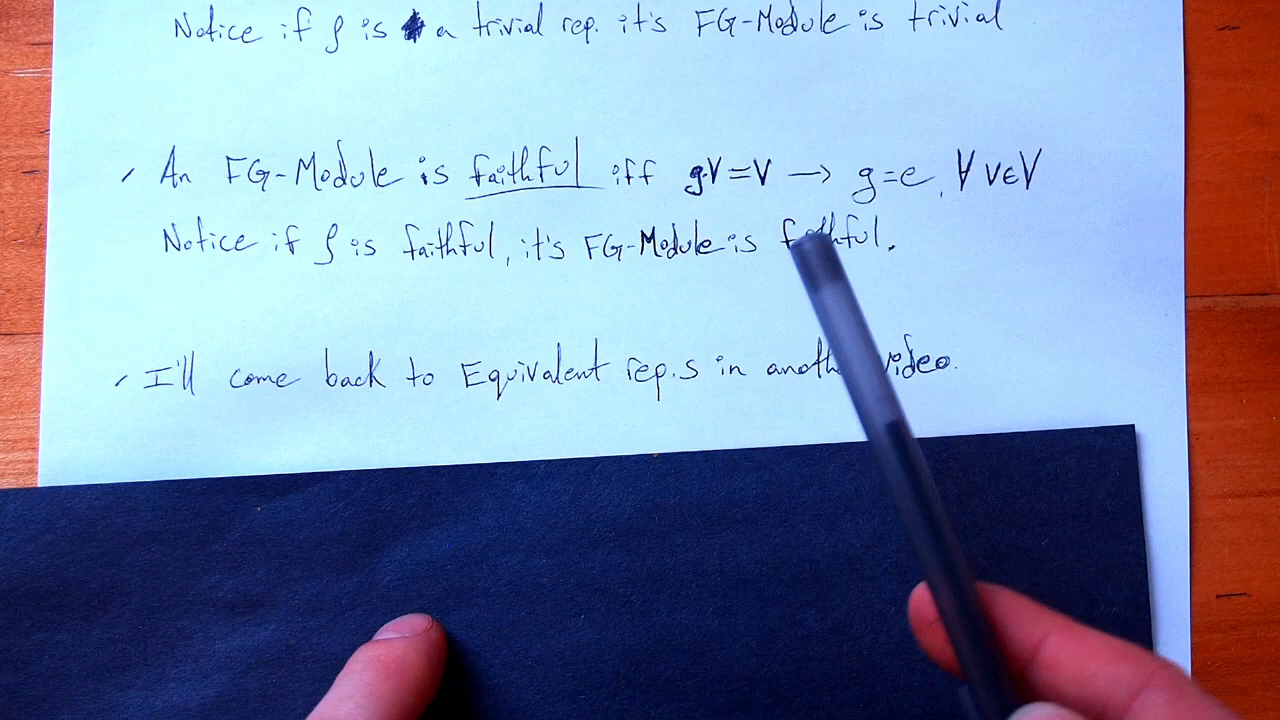 Notice if ρ is a trivial rep. it's FG-Module is trivial
An FG-Module is faithful iff g·v=v → g=e, ∀ v∈V
Notice if ρ is faithful, it's FG-Module is faithful.
I'll come back to Equivalent rep.s in another video.